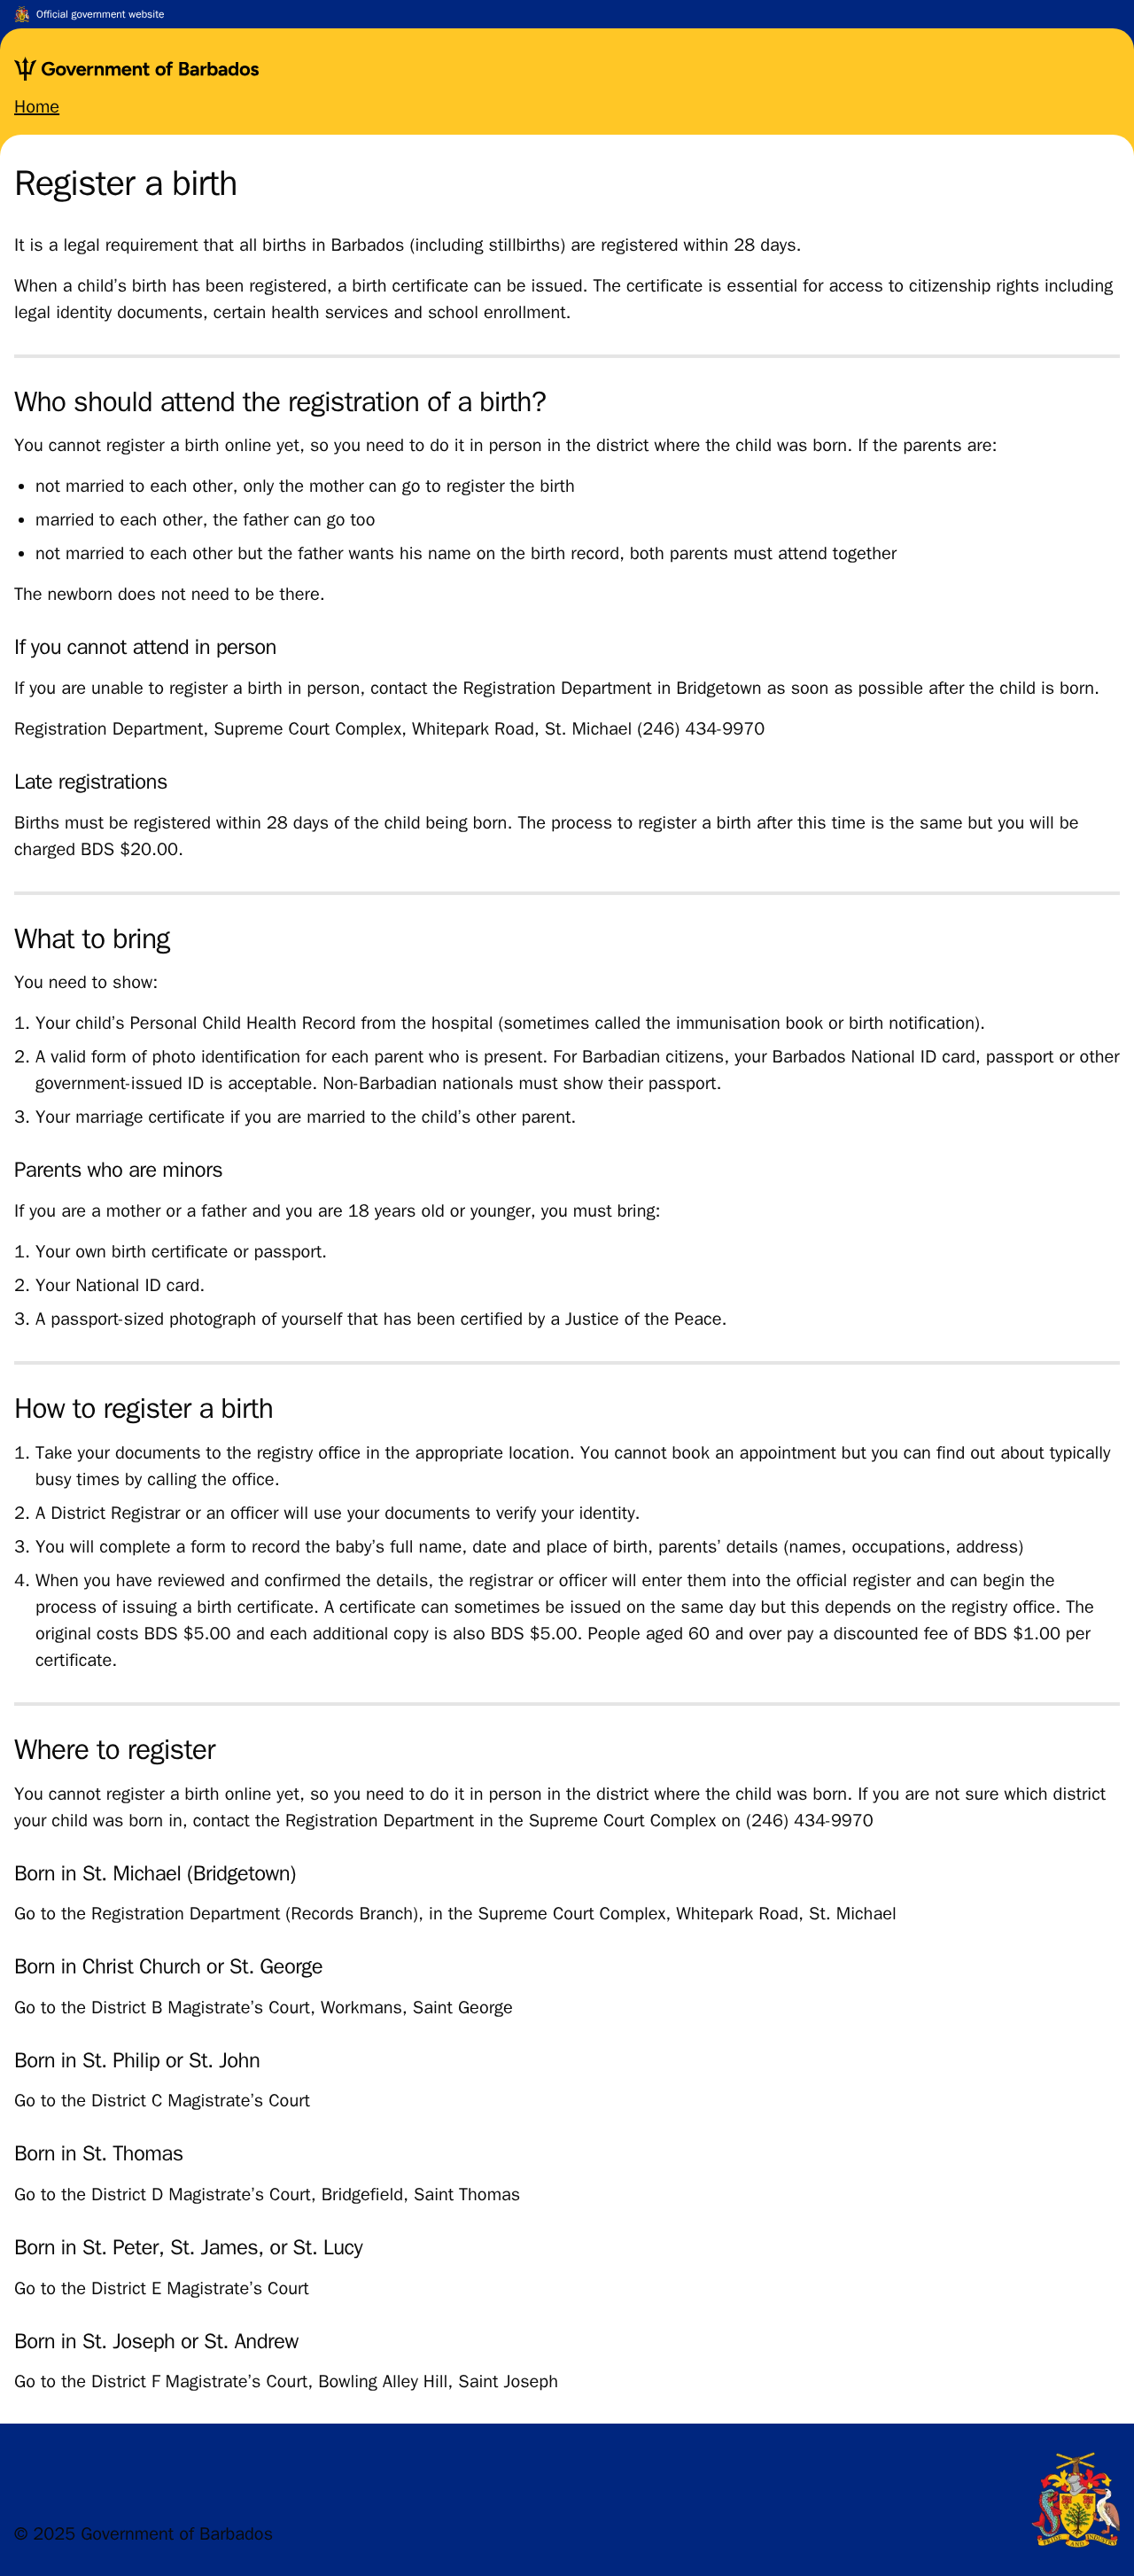 Official government website
Government of Barbados
Home
Register a birth
It is a legal requirement that all births in Barbados (including stillbirths) are registered within 28 days.
When a child's birth has been registered, a birth certificate can be issued. The certificate is essential for access to citizenship rights including
legal identity documents, certain health services and school enrollment.
Who should attend the registration of a birth?
You cannot register a birth online yet, so you need to do it in person in the district where the child was born. If the parents are:
• not married to each other, only the mother can go to register the birth
• married to each other, the father can go too
• not married to each other but the father wants his name on the birth record, both parents must attend together
The newborn does not need to be there.
If you cannot attend in person
If you are unable to register a birth in person, contact the Registration Department in Bridgetown as soon as possible after the child is born.
Registration Department, Supreme Court Complex, Whitepark Road, St. Michael (246) 434-9970
Late registrations
Births must be registered within 28 days of the child being born. The process to register a birth after this time is the same but you will be
charged BDS $20.00.
What to bring
You need to show:
1. Your child's Personal Child Health Record from the hospital (sometimes called the immunisation book or birth notification).
2. A valid form of photo identification for each parent who is present. For Barbadian citizens, your Barbados National ID card, passport or other
government-issued ID is acceptable. Non-Barbadian nationals must show their passport.
3. Your marriage certificate if you are married to the child's other parent.
Parents who are minors
If you are a mother or a father and you are 18 years old or younger, you must bring:
1. Your own birth certificate or passport.
2. Your National ID card.
3. A passport-sized photograph of yourself that has been certified by a Justice of the Peace.
How to register a birth
1. Take your documents to the registry office in the appropriate location. You cannot book an appointment but you can find out about typically
busy times by calling the office.
2. A District Registrar or an officer will use your documents to verify your identity.
3. You will complete a form to record the baby's full name, date and place of birth, parents' details (names, occupations, address)
4. When you have reviewed and confirmed the details, the registrar or officer will enter them into the official register and can begin the
process of issuing a birth certificate. A certificate can sometimes be issued on the same day but this depends on the registry office. The
original costs BDS $5.00 and each additional copy is also BDS $5.00. People aged 60 and over pay a discounted fee of BDS $1.00 per
certificate.
Where to register
You cannot register a birth online yet, so you need to do it in person in the district where the child was born. If you are not sure which district
your child was born in, contact the Registration Department in the Supreme Court Complex on (246) 434-9970
Born in St. Michael (Bridgetown)
Go to the Registration Department (Records Branch), in the Supreme Court Complex, Whitepark Road, St. Michael
Born in Christ Church or St. George
Go to the District B Magistrate's Court, Workmans, Saint George
Born in St. Philip or St. John
Go to the District C Magistrate's Court
Born in St. Thomas
Go to the District D Magistrate's Court, Bridgefield, Saint Thomas
Born in St. Peter, St. James, or St. Lucy
Go to the District E Magistrate's Court
Born in St. Joseph or St. Andrew
Go to the District F Magistrate's Court, Bowling Alley Hill, Saint Joseph
© 2025 Government of Barbados
PRIDE AND INDUSTRY